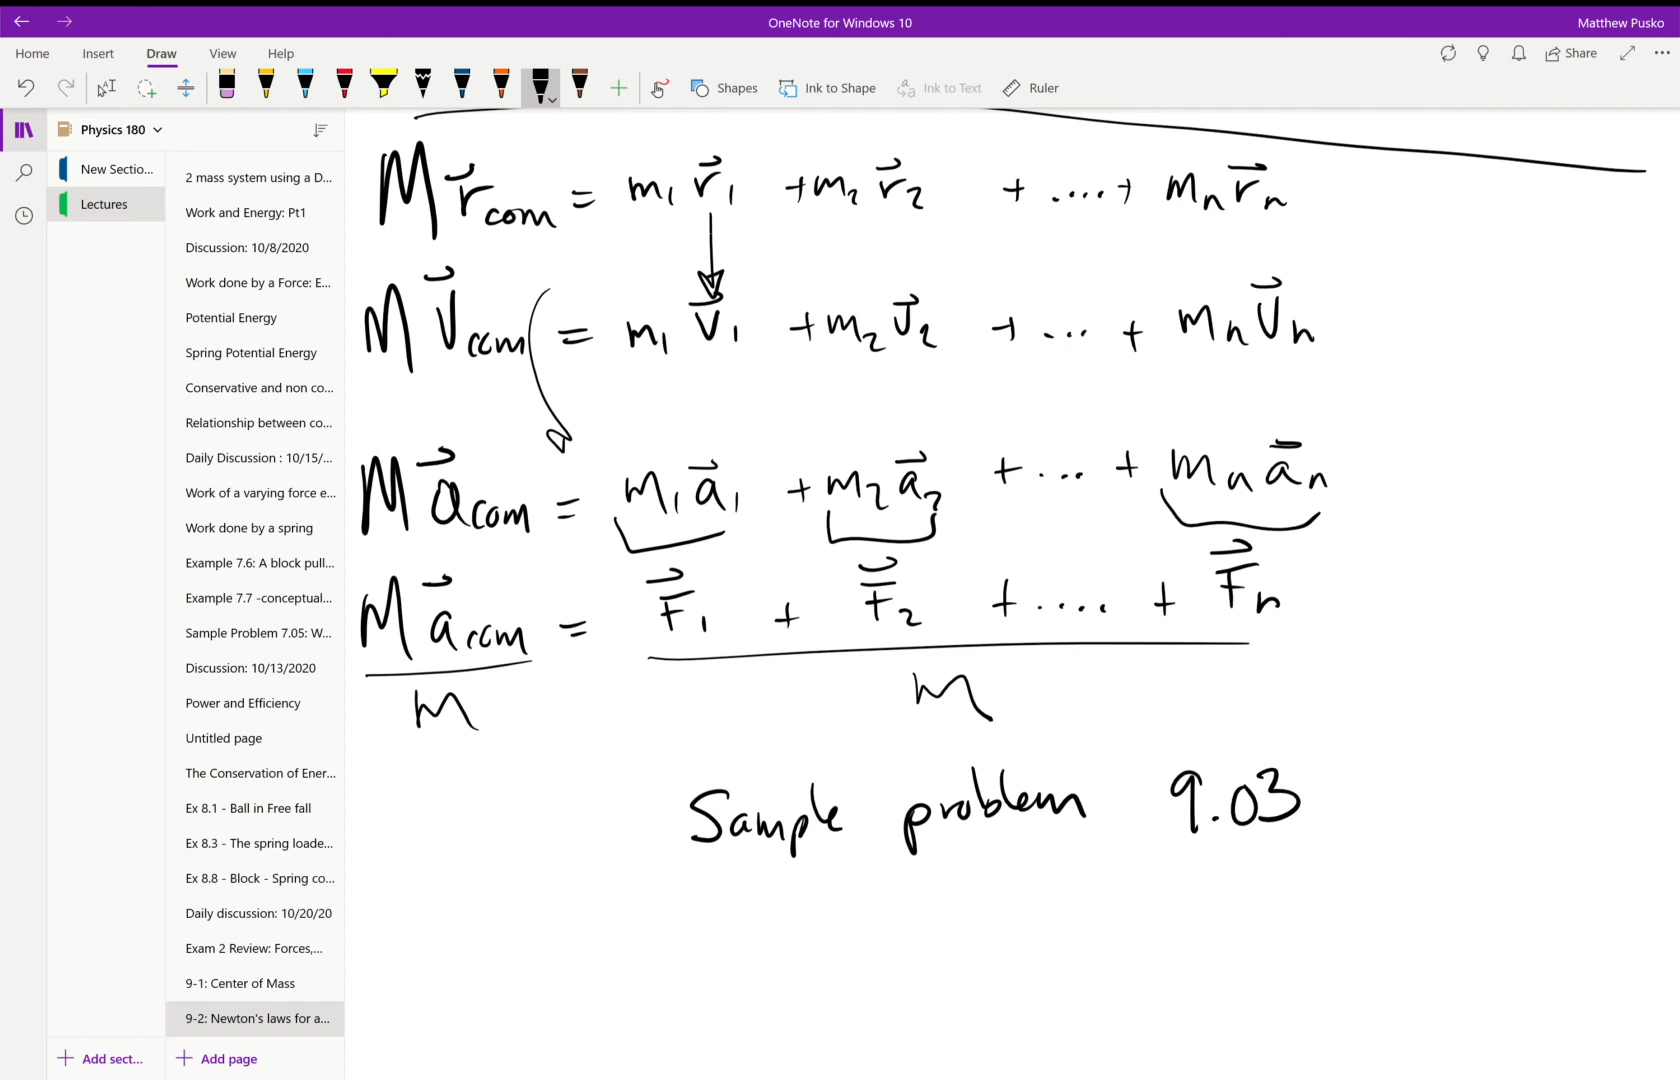 OneNote for Windows 10
Matthew Pusko
Home Insert Draw View Help
Share
Shapes Ink to Shape Ink to Text Ruler
Physics 180
New Sectio...
Lectures
2 mass system using a D...
Work and Energy: Pt1
Discussion: 10/8/2020
Work done by a Force: E...
Potential Energy
Spring Potential Energy
Conservative and non co...
Relationship between co...
Daily Discussion : 10/15/...
Work of a varying force e...
Work done by a spring
Example 7.6: A block pull...
Example 7.7 -conceptual...
Sample Problem 7.05: W...
Discussion: 10/13/2020
Power and Efficiency
Untitled page
The Conservation of Ener...
Ex 8.1 - Ball in Free fall
Ex 8.3 - The spring loade...
Ex 8.8 - Block - Spring co...
Daily discussion: 10/20/20
Exam 2 Review: Forces,...
9-1: Center of Mass
9-2: Newton's laws for a...
Add sect...
Add page
M r⃗com = m₁ r⃗₁ + m₂ r⃗₂ + ....+ mₙ r⃗ₙ
M v⃗com = m₁ v⃗₁ + m₂ v⃗₂ + ... + mₙ v⃗ₙ
M a⃗com = m₁ a⃗₁ + m₂ a⃗₂ + ... + mₙ a⃗ₙ
M a⃗com = F⃗₁ + F⃗₂ + .... + F⃗ₙ
M M
Sample problem 9.03